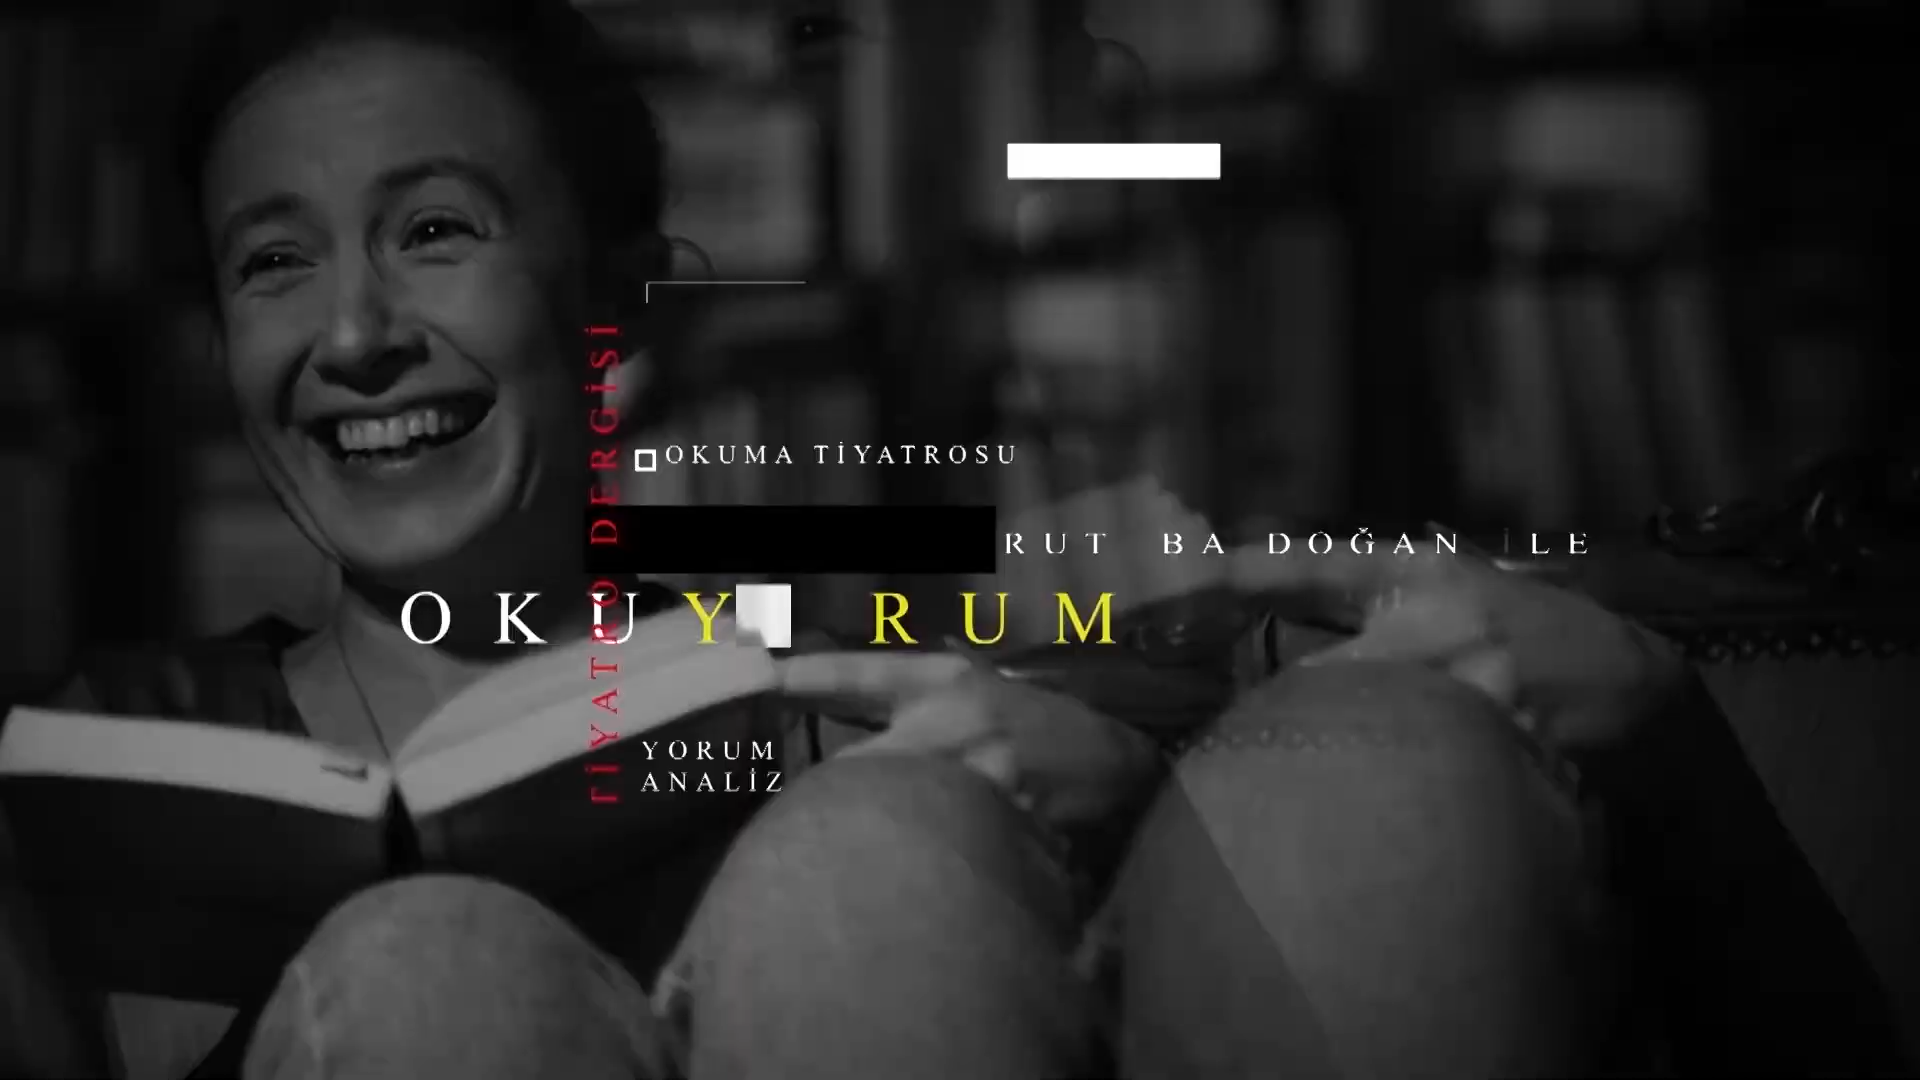 TİYATRO DERGİSİ
OKUMA TİYATROSU
RUT BA DOĞAN İLE
OKUY RUM
YORUM
ANALİZ